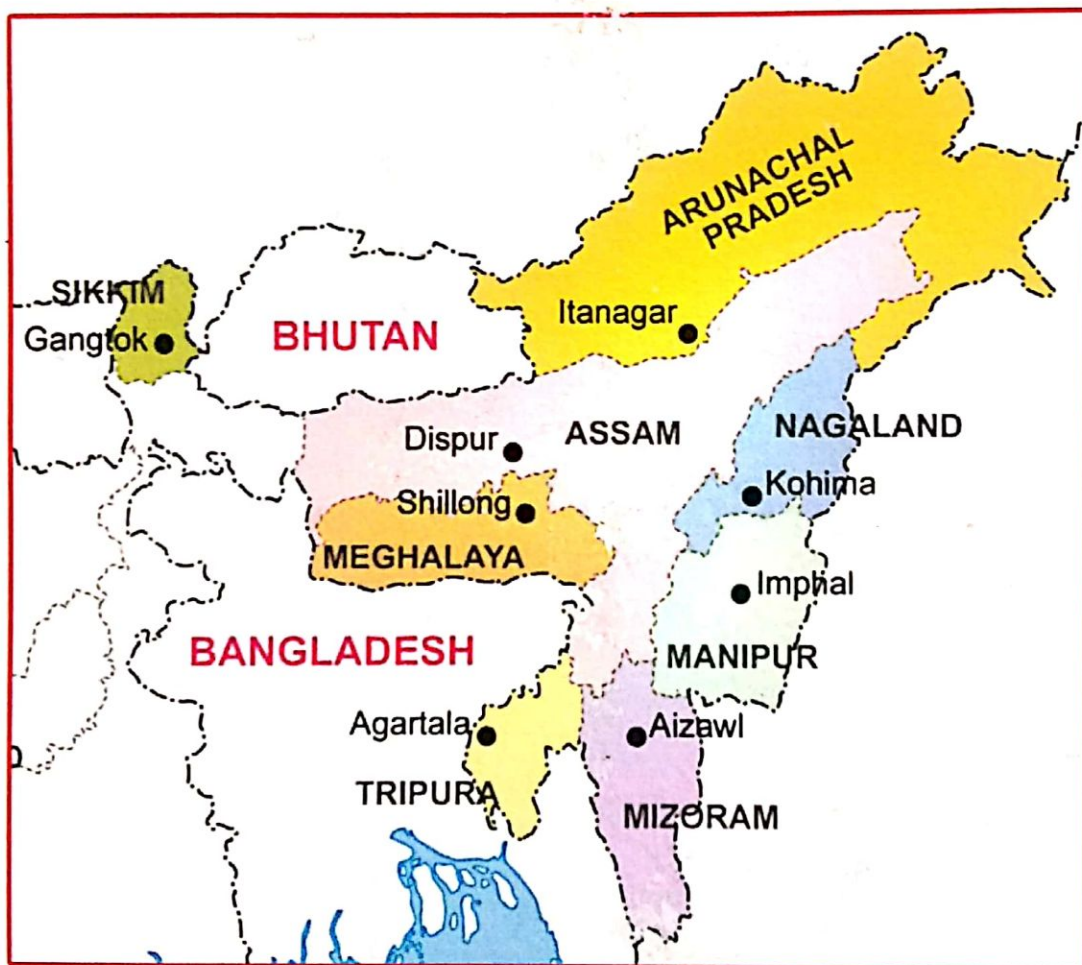 ARUNACHAL
PRADESH
SIKKIM
Gangtok
BHUTAN
Itanagar
Dispur
ASSAM
NAGALAND
Shillong
Kohima
MEGHALAYA
Imphal
BANGLADESH
MANIPUR
Agartala
Aizawl
TRIPURA
MIZORAM